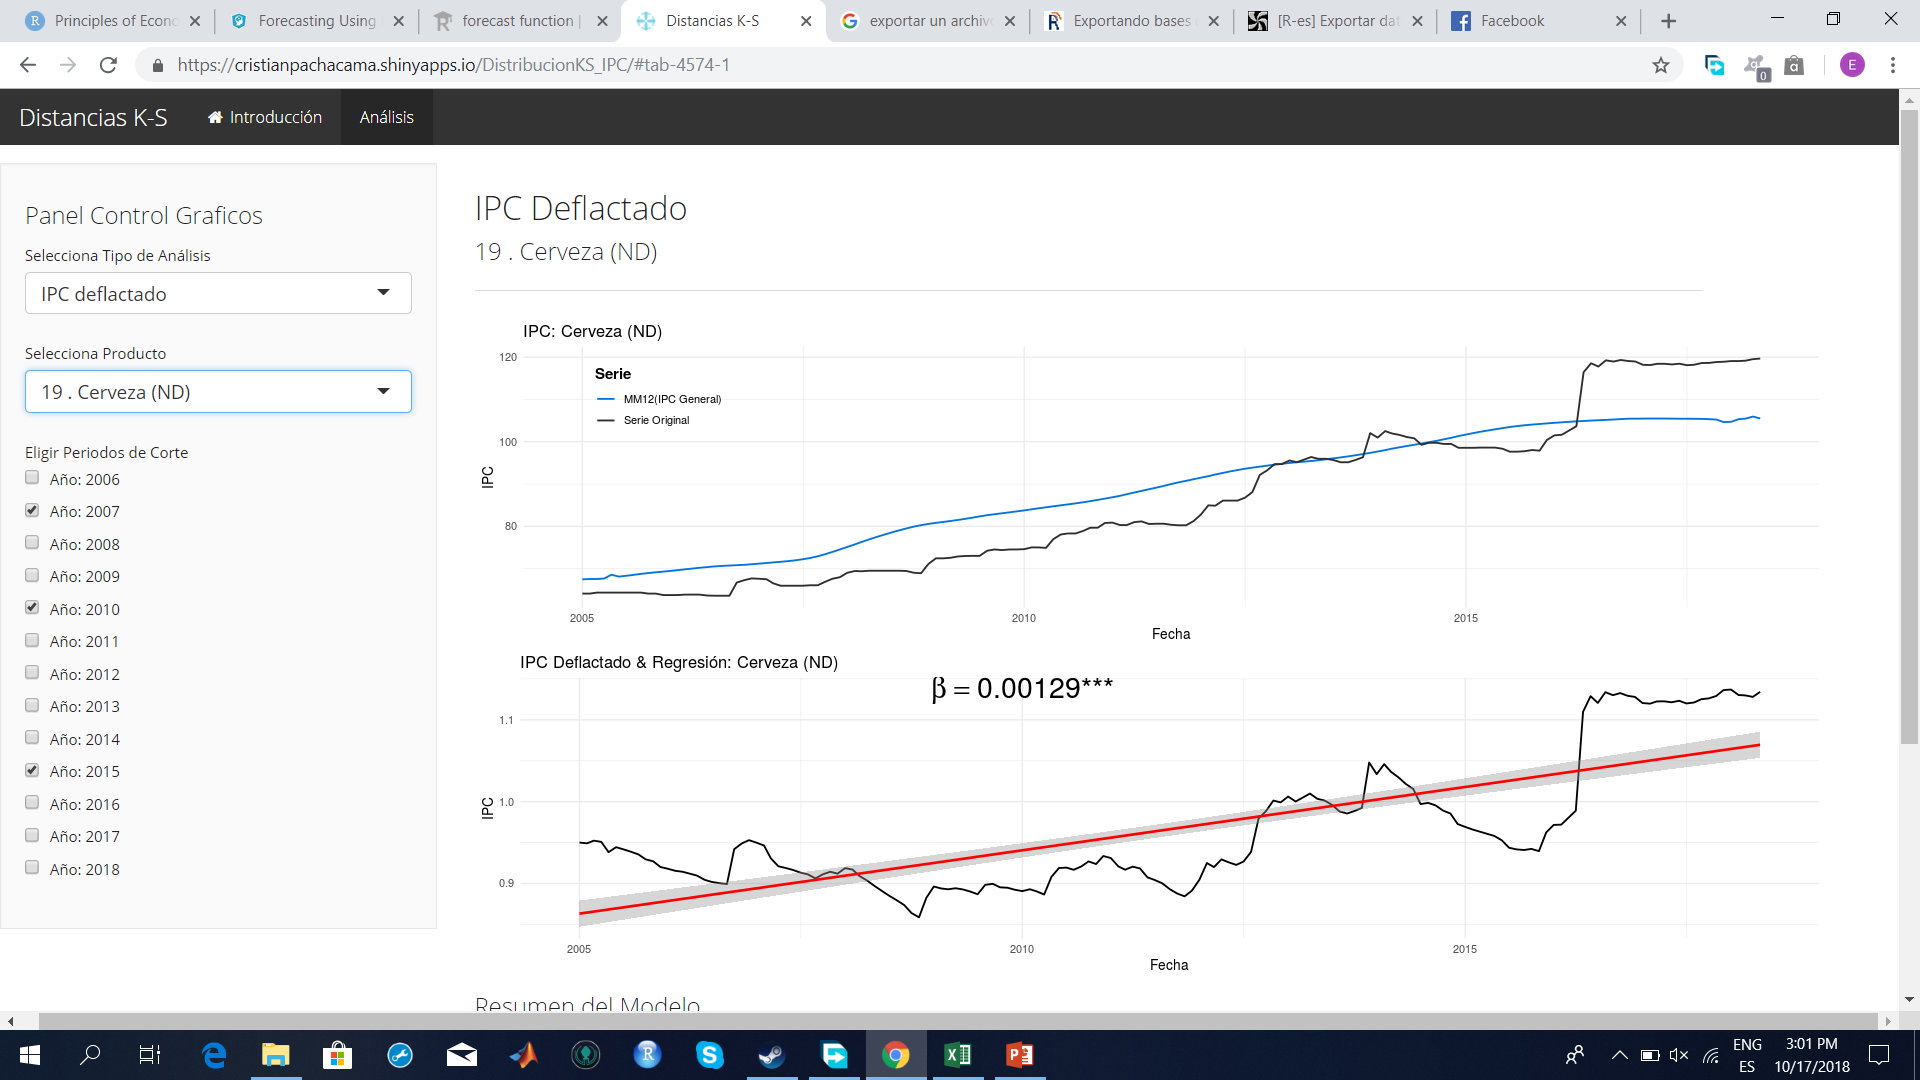 Principles of Econo
Forecasting Using
forecast function |
Distancias K-S
exportar un archivo
Exportando bases
[R-es] Exportar dat
Facebook
https://cristianpachacama.shinyapps.io/DistribucionKS_IPC/#tab-4574-1
0
E
Distancias K-S
Introducción
Análisis
Panel Control Graficos
Selecciona Tipo de Análisis
IPC deflactado
Selecciona Producto
19 . Cerveza (ND)
Eligir Periodos de Corte
Año: 2006
Año: 2007
Año: 2008
Año: 2009
Año: 2010
Año: 2011
Año: 2012
Año: 2013
Año: 2014
Año: 2015
Año: 2016
Año: 2017
Año: 2018
IPC Deflactado
19 . Cerveza (ND)
IPC: Cerveza (ND)
Serie
MM12(IPC General)
Serie Original
120
100
80
IPC
2005
2010
2015
Fecha
IPC Deflactado & Regresión: Cerveza (ND)
β = 0.00129***
1.1
1.0
0.9
IPC
2005
2010
2015
Fecha
Resumen del Modelo
ENG
ES
3:01 PM
10/17/2018